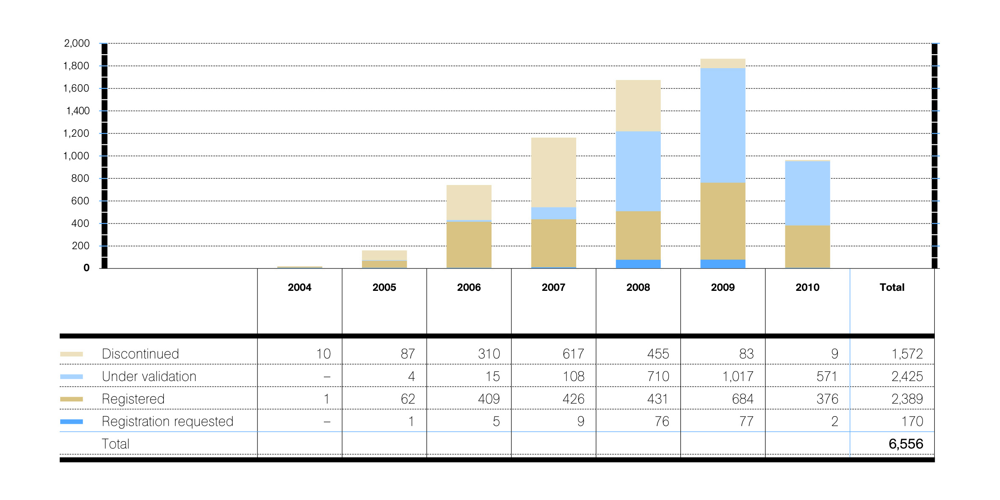 2,000
1,800
1,600
1,400
1,200
1,000
800
600
400
200
0
2004 2005 2006 2007 2008 2009 2010 Total
Discontinued 10 87 310 617 455 83 9 1,572
Under validation – 4 15 108 710 1,017 571 2,425
Registered 1 62 409 426 431 684 376 2,389
Registration requested – 1 5 9 76 77 2 170
Total 6,556